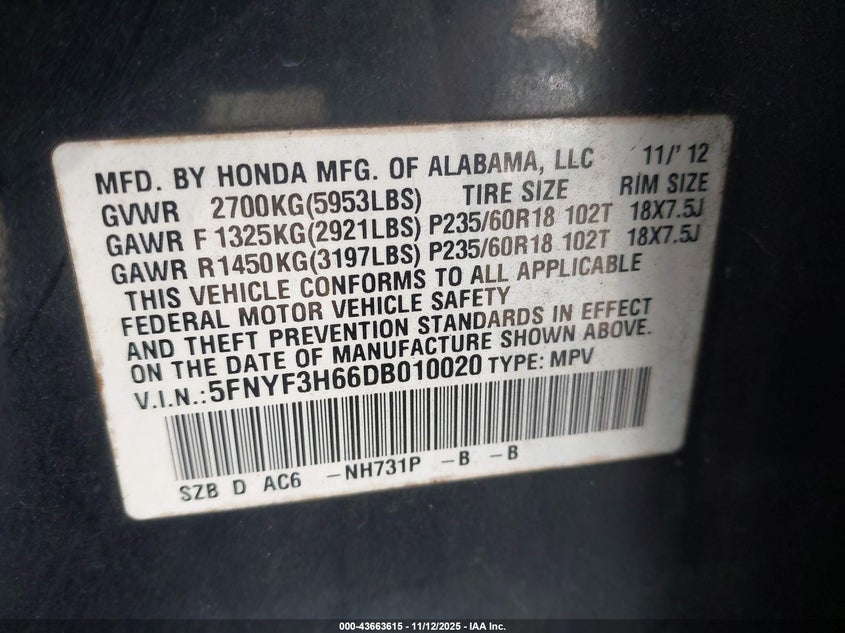 MFD. BY HONDA MFG. OF ALABAMA, LLC 11/'12
GVWR 2700KG(5953LBS) TIRE SIZE RIM SIZE
GAWR F 1325KG(2921LBS) P235/60R18 102T 18X7.5J
GAWR R1450KG(3197LBS) P235/60R18 102T 18X7.5J
THIS VEHICLE CONFORMS TO ALL APPLICABLE
FEDERAL MOTOR VEHICLE SAFETY
AND THEFT PREVENTION STANDARDS IN EFFECT
ON THE DATE OF MANUFACTURE SHOWN ABOVE.
V.I.N.:5FNYF3H66DB010020 TYPE: MPV
SZB D AC6 -NH731P -B -B
000-43663615 - 11/12/2025 - IAA Inc.